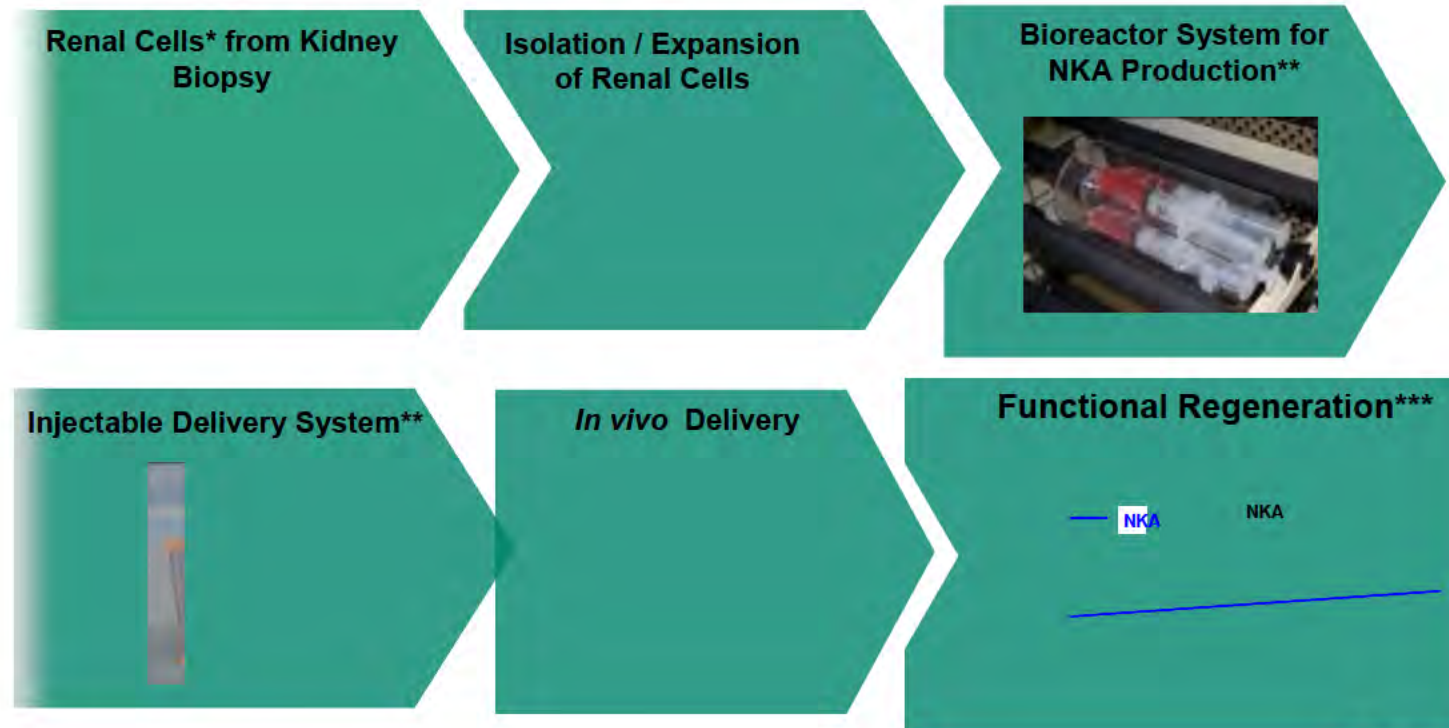 Renal Cells* from Kidney
Biopsy
Isolation / Expansion
of Renal Cells
Bioreactor System for
NKA Production**
Injectable Delivery System**
In vivo Delivery
Functional Regeneration***
NKA
NKA